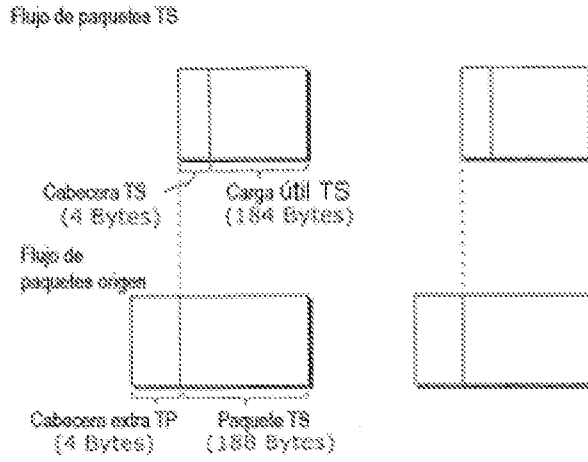 Flujo de paquetes TS
Cabecera TS
(4 Bytes)
Carga útil TS
(184 Bytes)
Flujo de
paquetes origen
Cabecera extra TP
(4 Bytes)
Paquete TS
(188 Bytes)